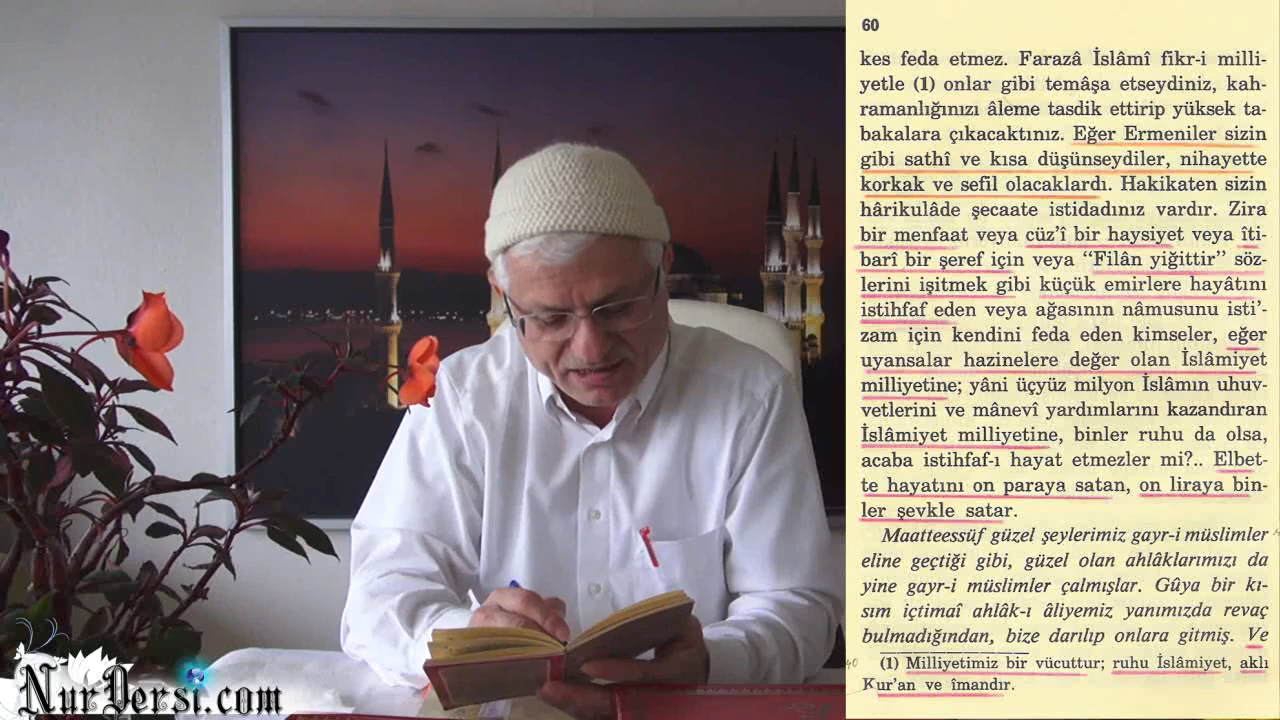 60
kes feda etmez. Farazâ İslâmî fikr-i milli-
yetle (1) onlar gibi temâşa etseydiniz, kah-
ramanlığınızı âleme tasdik ettirip yüksek ta-
bakalara çıkacaktınız. Eğer Ermeniler sizin
gibi sathî ve kısa düşünseydiler, nihayette
korkak ve sefil olacaklardı. Hakikaten sizin
hârikulâde şecaate istidadınız vardır. Zira
bir menfaat veya cüz'î bir haysiyet veya îti-
barî bir şeref için veya “Filân yiğittir” söz-
lerini işitmek gibi küçük emirlere hayâtını
istihfaf eden veya ağasının nâmusunu isti'-
zam için kendini feda eden kimseler, eğer
uyansalar hazinelere değer olan İslâmiyet
milliyetine; yâni üçyüz milyon İslâmın uhuv-
vetlerini ve mânevî yardımlarını kazandıran
İslâmiyet milliyetine, binler ruhu da olsa,
acaba istihfaf-ı hayat etmezler mi?.. Elbet-
te hayatını on paraya satan, on liraya bin-
ler şevkle satar.
Maatteessüf güzel şeylerimiz gayr-i müslimler
eline geçtiği gibi, güzel olan ahlâklarımızı da
yine gayr-i müslimler çalmışlar. Gûya bir kı-
sım içtimaî ahlâk-ı âliyemiz yanımızda revaç
bulmadığından, bize darılıp onlara gitmiş. Ve
(1) Milliyetimiz bir vücuttur; ruhu İslâmiyet, aklı
Kur'an ve îmandır.
NurDersi.com